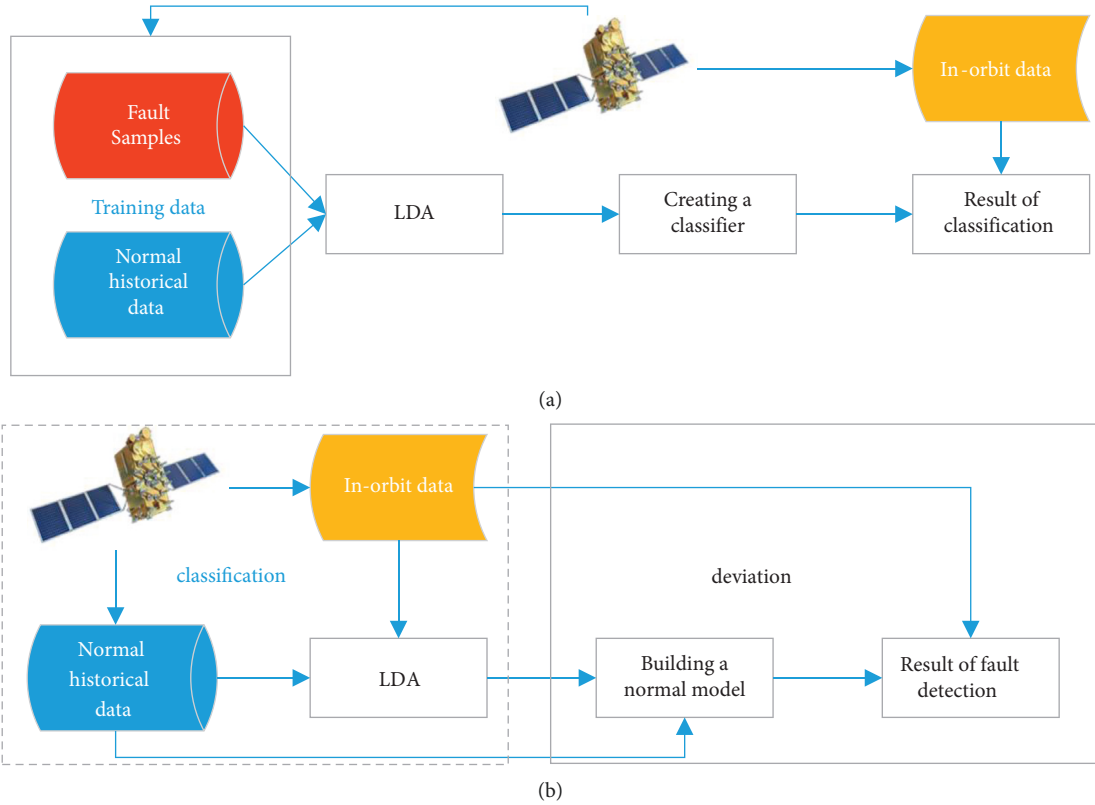 Fault
Samples
In-orbit data
Training data
LDA
Creating a
classifier
Result of
classification
Normal
historical
data
(a)
In-orbit data
classification
deviation
Normal
historical
data
LDA
Building a
normal model
Result of fault
detection
(b)